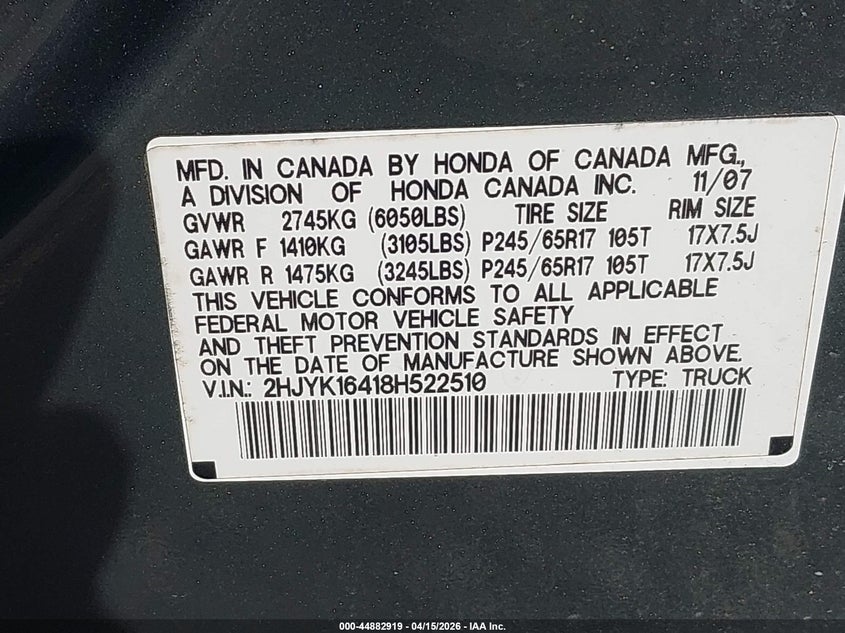 MFD. IN CANADA BY HONDA OF CANADA MFG.,
A DIVISION OF HONDA CANADA INC. 11/07
GVWR 2745KG (6050LBS) TIRE SIZE RIM SIZE
GAWR F 1410KG (3105LBS) P245/65R17 105T 17X7.5J
GAWR R 1475KG (3245LBS) P245/65R17 105T 17X7.5J
THIS VEHICLE CONFORMS TO ALL APPLICABLE
FEDERAL MOTOR VEHICLE SAFETY
AND THEFT PREVENTION STANDARDS IN EFFECT
ON THE DATE OF MANUFACTURE SHOWN ABOVE.
V.I.N.: 2HJYK16418H522510 TYPE: TRUCK
000-44882919 - 04/15/2026 - IAA Inc.